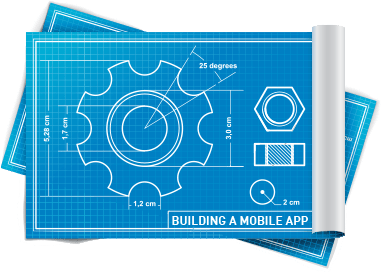 25 degrees
5,28 cm
1,7 cm
3,0 cm
1,2 cm
2 cm
BUILDING A MOBILE APP